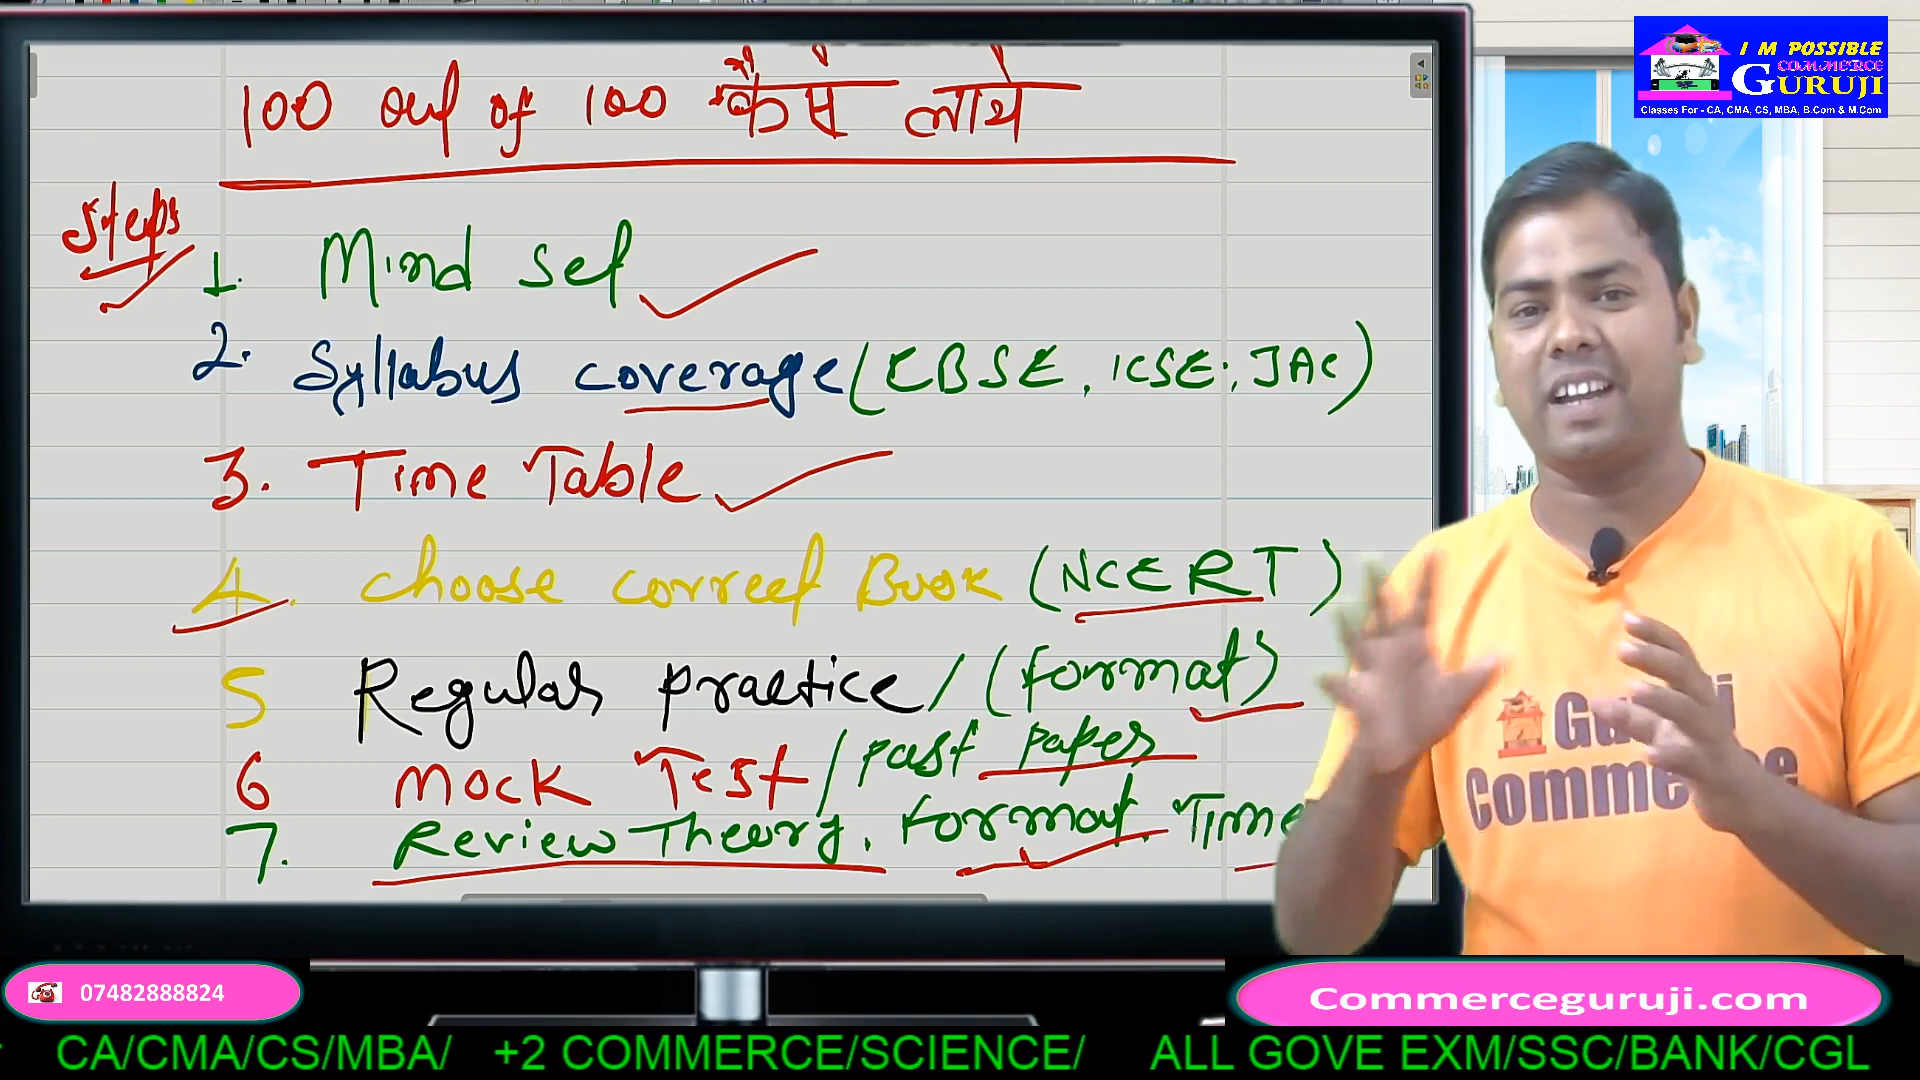 100 out of 100 कैसे लाये
Steps
1. Mind set
2. Syllabus coverage (CBSE, ICSE, JAC)
3. Time Table
4. Choose correct Book (NCERT)
5 Regular practice / (format)
6 Mock Test / past paper
7. Review Theory, format, Time
I M POSSIBLE
COMMERCE
GURUJI
Classes For - CA, CMA, CS, MBA, B.Com & M.Com
Commerce
07482888824
Commerceguruji.com
CA/CMA/CS/MBA/ +2 COMMERCE/SCIENCE/ ALL GOVE EXM/SSC/BANK/CGL